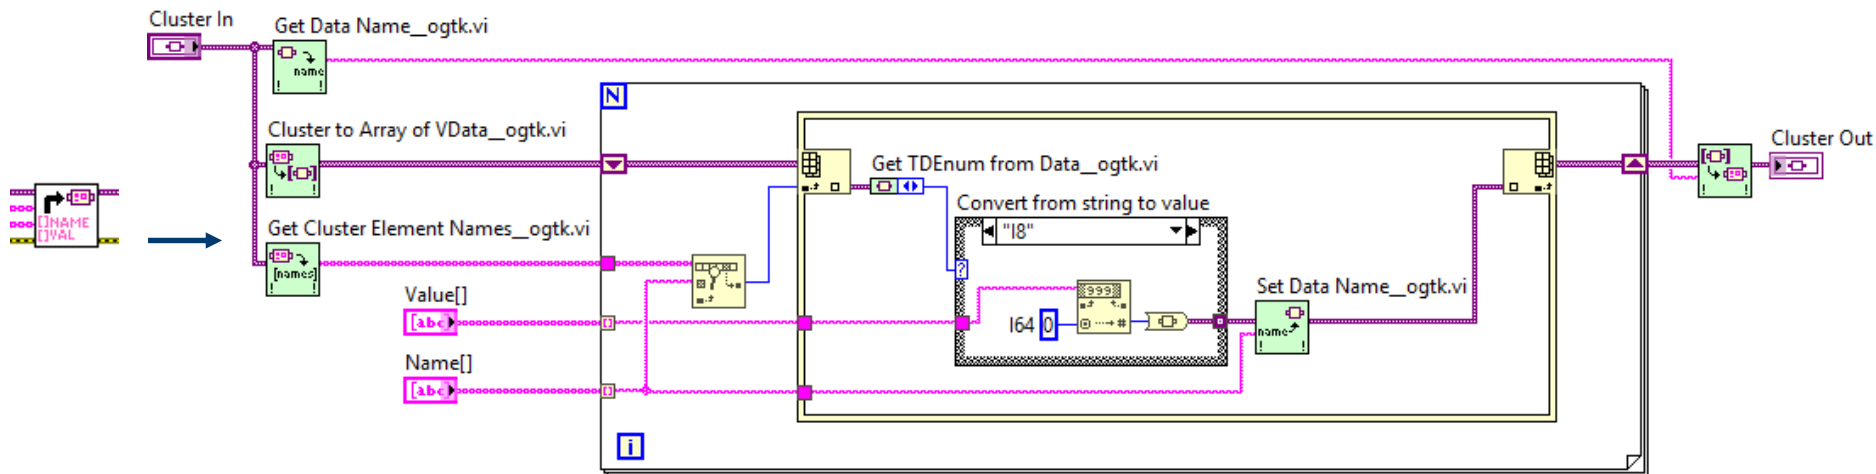 Cluster In
Get Data Name__ogtk.vi
name
N
Cluster to Array of VData__ogtk.vi
Cluster Out
Get TDEnum from Data__ogtk.vi
Convert from string to value
[]NAME
[]VAL
Get Cluster Element Names__ogtk.vi
"I8"
[names]
?
Set Data Name__ogtk.vi
Value[]
[abc]
999
I64 0
name
Name[]
[abc]
i